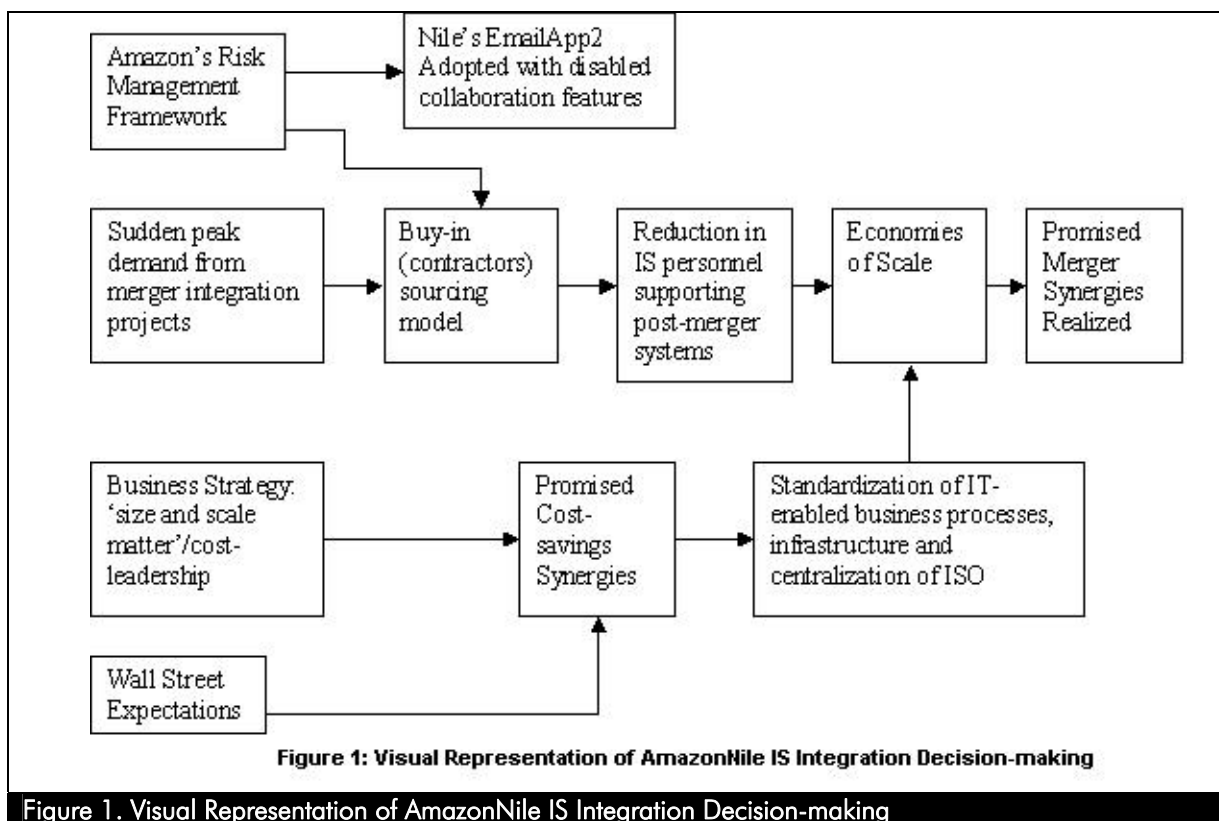 Amazon's Risk
Management
Framework
Nile's EmailApp2
Adopted with disabled
collaboration features
Sudden peak
demand from
merger integration
projects
Buy-in
(contractors)
sourcing
model
Reduction in
IS personnel
supporting
post-merger
systems
Economies
of Scale
Promised
Merger
Synergies
Realized
Business Strategy:
'size and scale
matter'/cost-
leadership
Promised
Cost-
savings
Synergies
Standardization of IT-
enabled business processes,
infrastructure and
centralization of ISO
Wall Street
Expectations
Figure 1: Visual Representation of AmazonNile IS Integration Decision-making
Figure 1. Visual Representation of AmazonNile IS Integration Decision-making